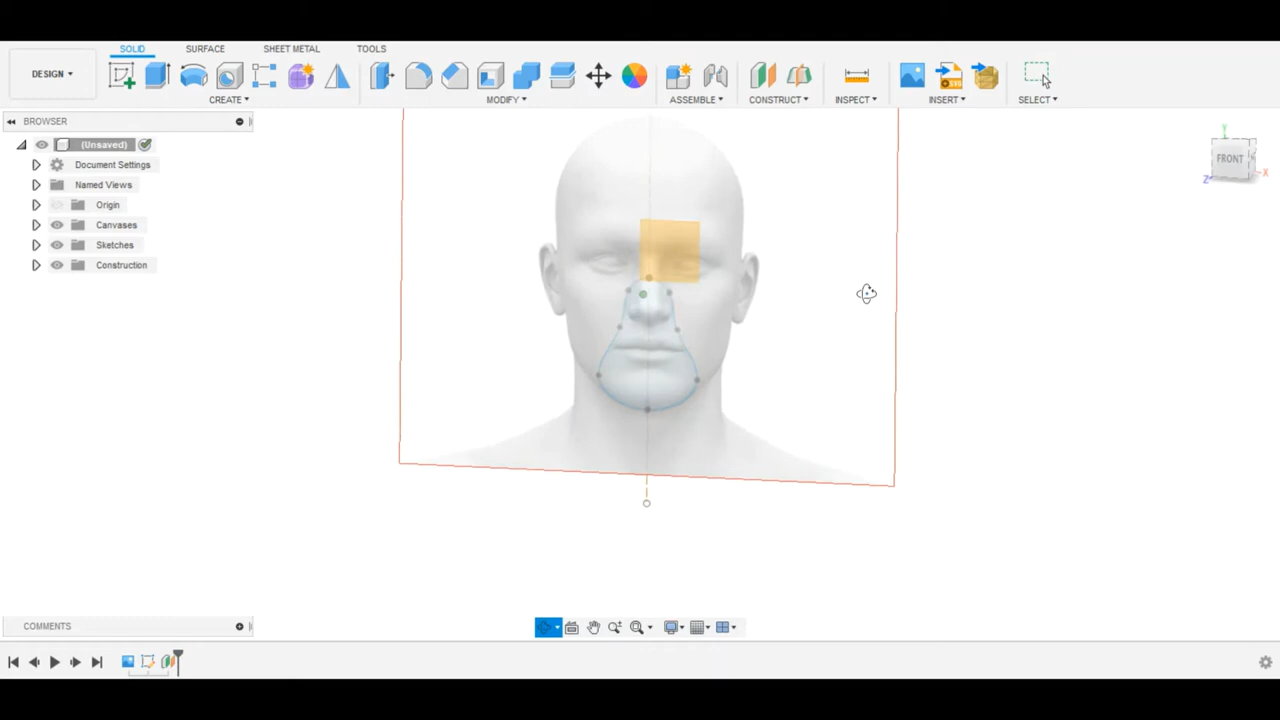 SOLID SURFACE SHEET METAL TOOLS
DESIGN
CREATE MODIFY ASSEMBLE CONSTRUCT INSPECT INSERT SELECT
BROWSER
(Unsaved)
Document Settings
Named Views
Origin
Canvases
Sketches
Construction
Y
FRONT
Z X
COMMENTS